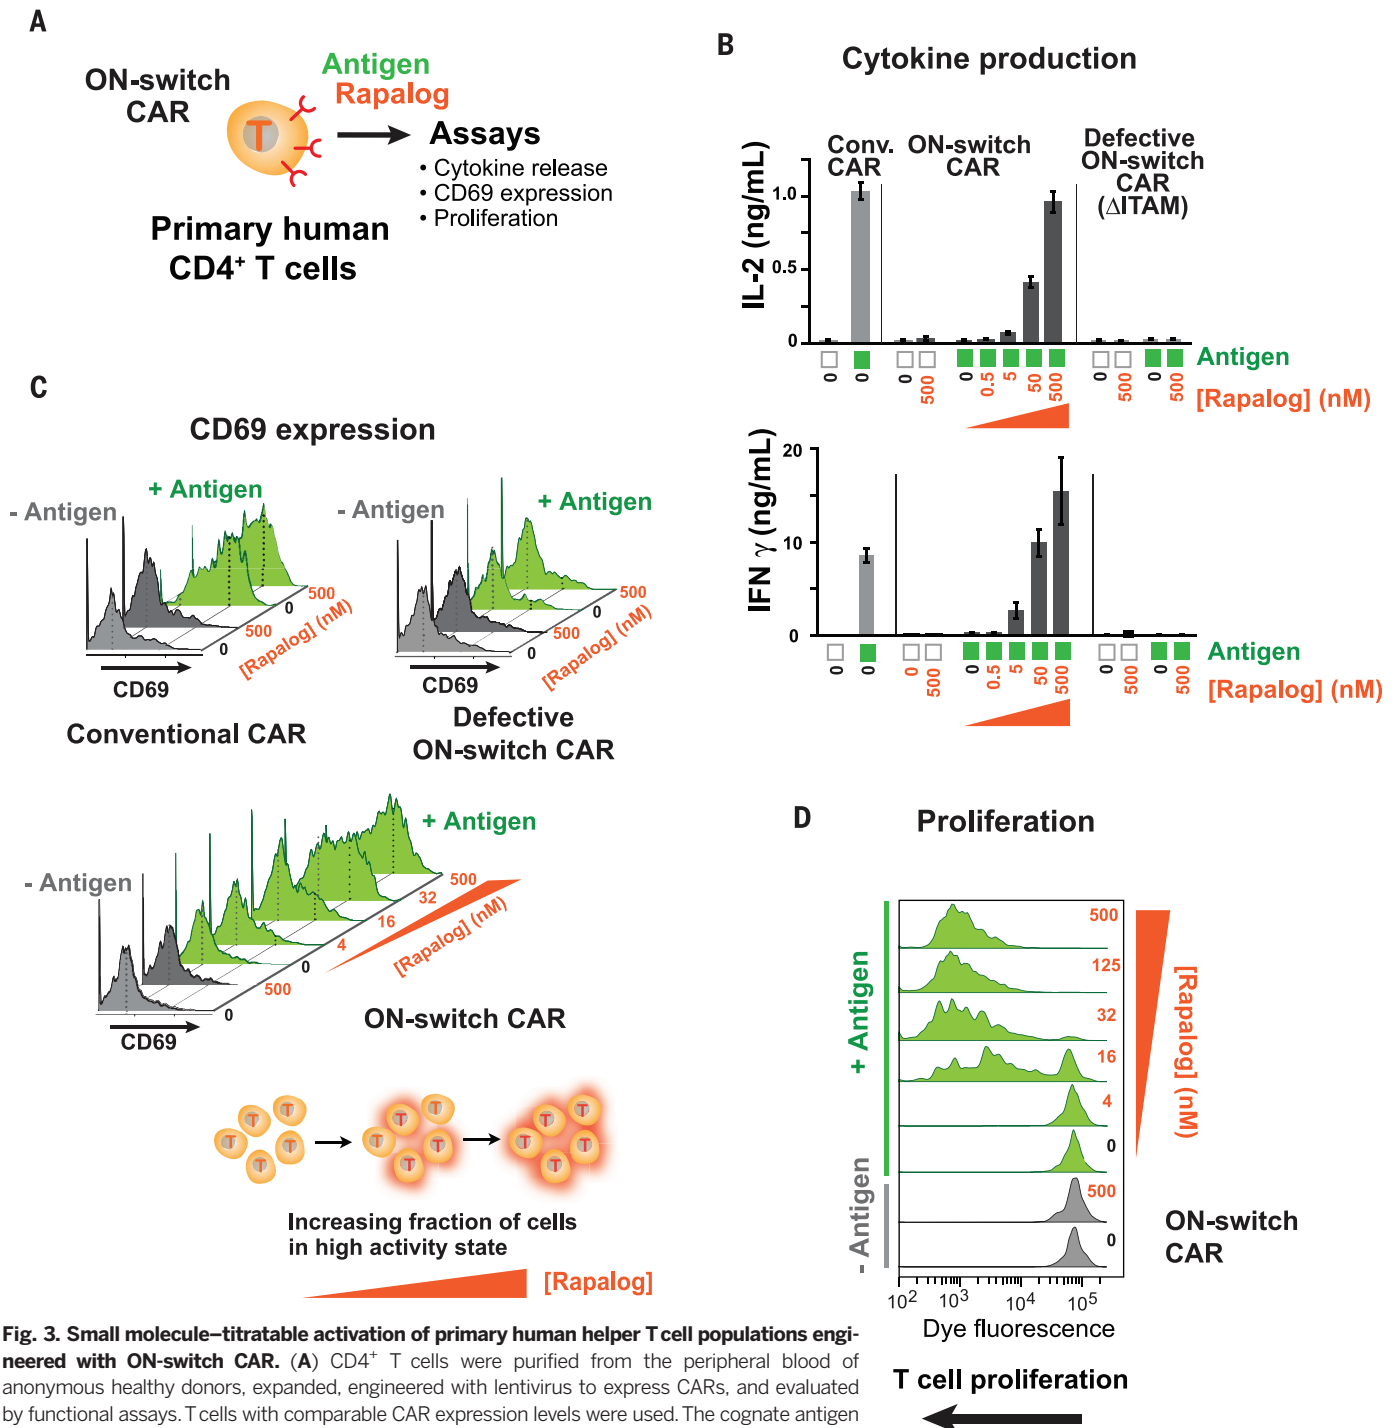 A
ON-switch
CAR
Antigen
Rapalog
T
Assays
• Cytokine release
• CD69 expression
• Proliferation
Primary human
CD4⁺ T cells
B
Cytokine production
Conv.
CAR
ON-switch
CAR
Defective
ON-switch
CAR
(ΔITAM)
IL-2 (ng/mL)
1.0
0.5
0
Antigen
0 0 0 500 0 0.5 5 50 500 0 500 0 500
[Rapalog] (nM)
IFN γ (ng/mL)
20
10
0
Antigen
0 0 0 500 0 0.5 5 50 500 0 500 0 500
[Rapalog] (nM)
C
CD69 expression
- Antigen
+ Antigen
500
0
500
0
[Rapalog] (nM)
CD69
Conventional CAR
- Antigen
+ Antigen
500
0
500
0
[Rapalog] (nM)
CD69
Defective
ON-switch CAR
- Antigen
+ Antigen
500
32
16
4
0
500
0
[Rapalog] (nM)
CD69
ON-switch CAR
T T T T T
T T T T T
T T T T T
Increasing fraction of cells
in high activity state
[Rapalog]
D
Proliferation
+ Antigen
- Antigen
500
125
32
16
4
0
500
0
[Rapalog] (nM)
ON-switch
CAR
10² 10³ 10⁴ 10⁵
Dye fluorescence
T cell proliferation
Fig. 3. Small molecule–titratable activation of primary human helper T cell populations engi-
neered with ON-switch CAR. (A) CD4⁺ T cells were purified from the peripheral blood of
anonymous healthy donors, expanded, engineered with lentivirus to express CARs, and evaluated
by functional assays. T cells with comparable CAR expression levels were used. The cognate antigen